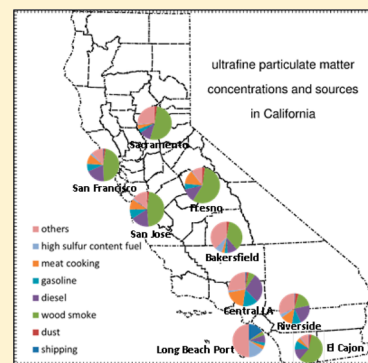 ultrafine particulate matter
concentrations and sources
in California
Sacramento
San Francisco
Fresno
San Jose
Bakersfield
Central LA
Riverside
Long Beach Port
El Cajon
others
high sulfur content fuel
meat cooking
gasoline
diesel
wood smoke
dust
shipping